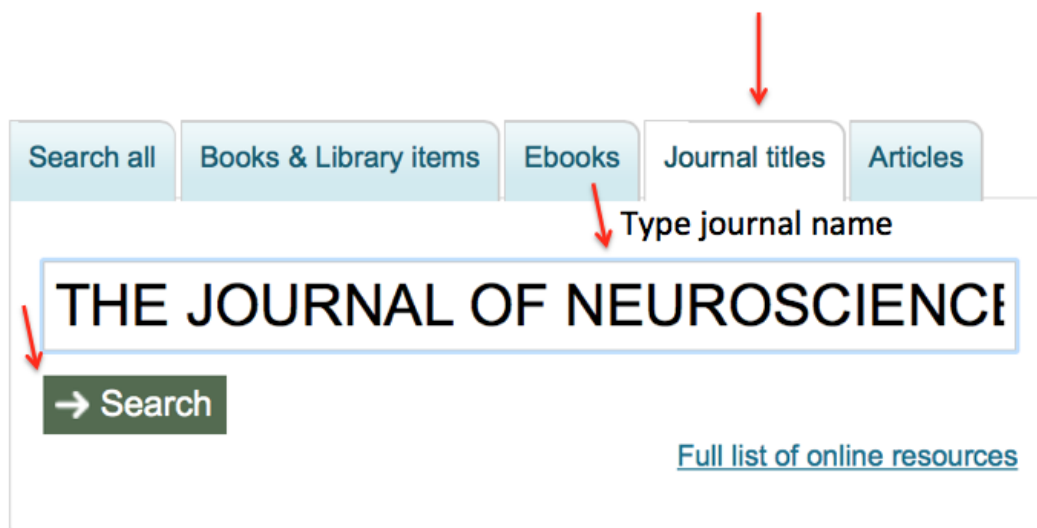 Search all Books & Library items Ebooks Journal titles Articles
Type journal name
THE JOURNAL OF NEUROSCIENCE
→ Search
Full list of online resources